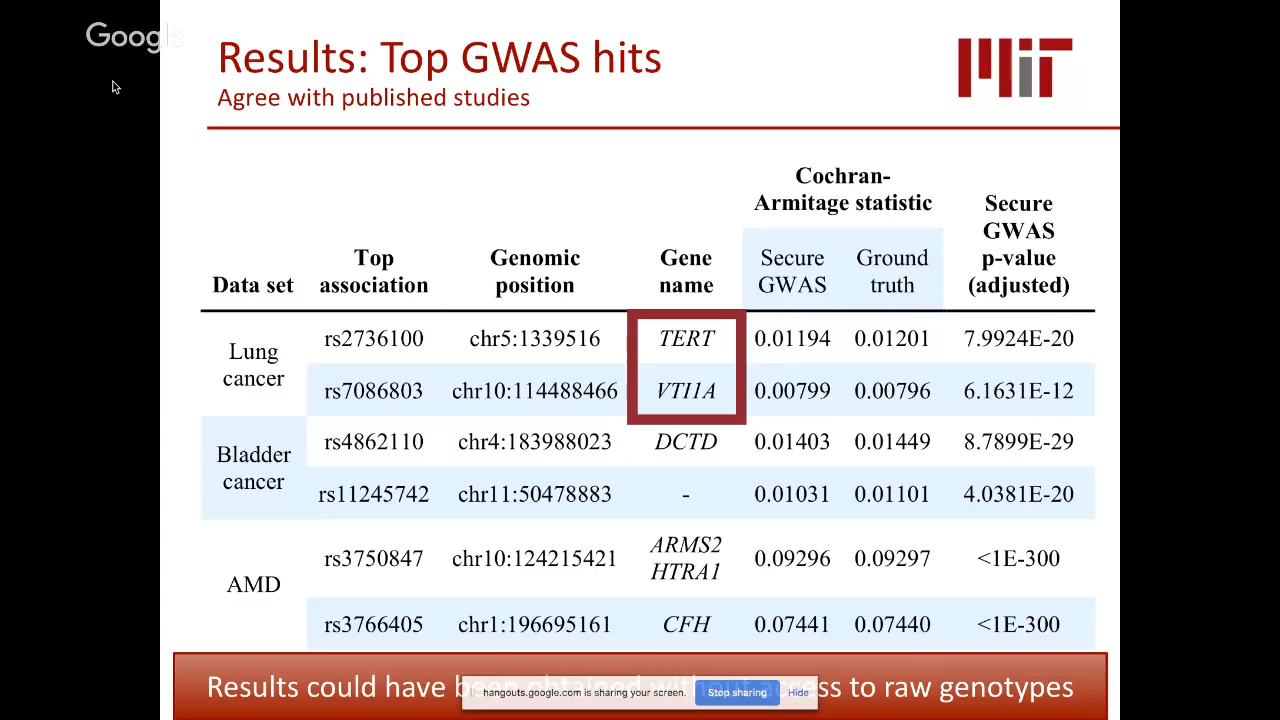 Google
Results: Top GWAS hits
MIT
Agree with published studies
Cochran-
Armitage statistic
Secure
GWAS
p-value
(adjusted)
Data set
Top
association
Genomic
position
Gene
name
Secure
GWAS
Ground
truth
Lung
cancer
rs2736100 chr5:1339516 TERT 0.01194 0.01201 7.9924E-20
rs7086803 chr10:114488466 VTI1A 0.00799 0.00796 6.1631E-12
Bladder
cancer
rs4862110 chr4:183988023 DCTD 0.01403 0.01449 8.7899E-29
rs11245742 chr11:50478883 - 0.01031 0.01101 4.0381E-20
AMD
rs3750847 chr10:124215421 ARMS2
HTRA1 0.09296 0.09297 <1E-300
rs3766405 chr1:196695161 CFH 0.07441 0.07440 <1E-300
Results could have been obtained without access to raw genotypes
hangouts.google.com is sharing your screen. Stop sharing Hide